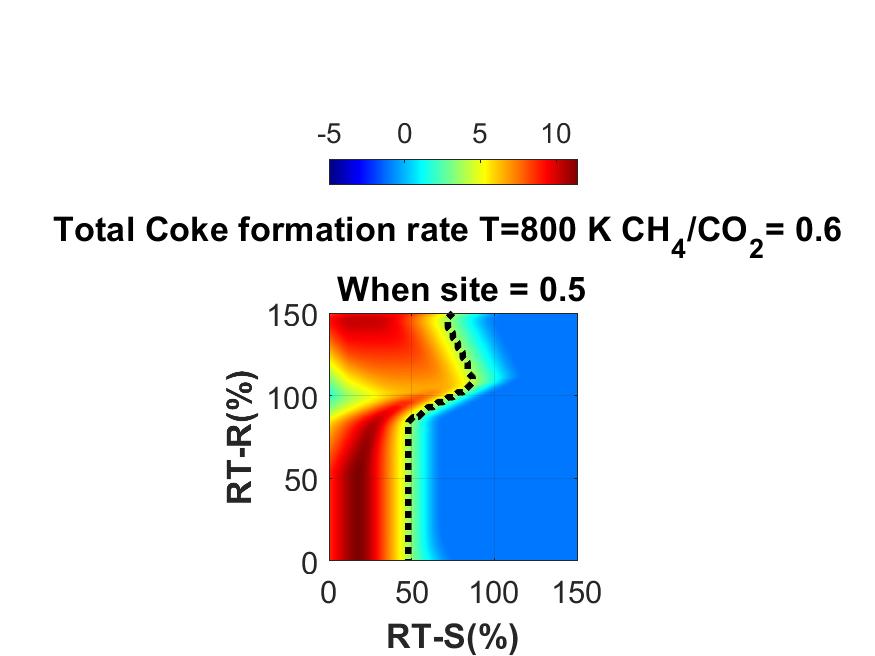 -5 0 5 10
Total Coke formation rate T=800 K CH4/CO2= 0.6
When site = 0.5
150
100
50
0
RT-R(%)
0 50 100 150
RT-S(%)